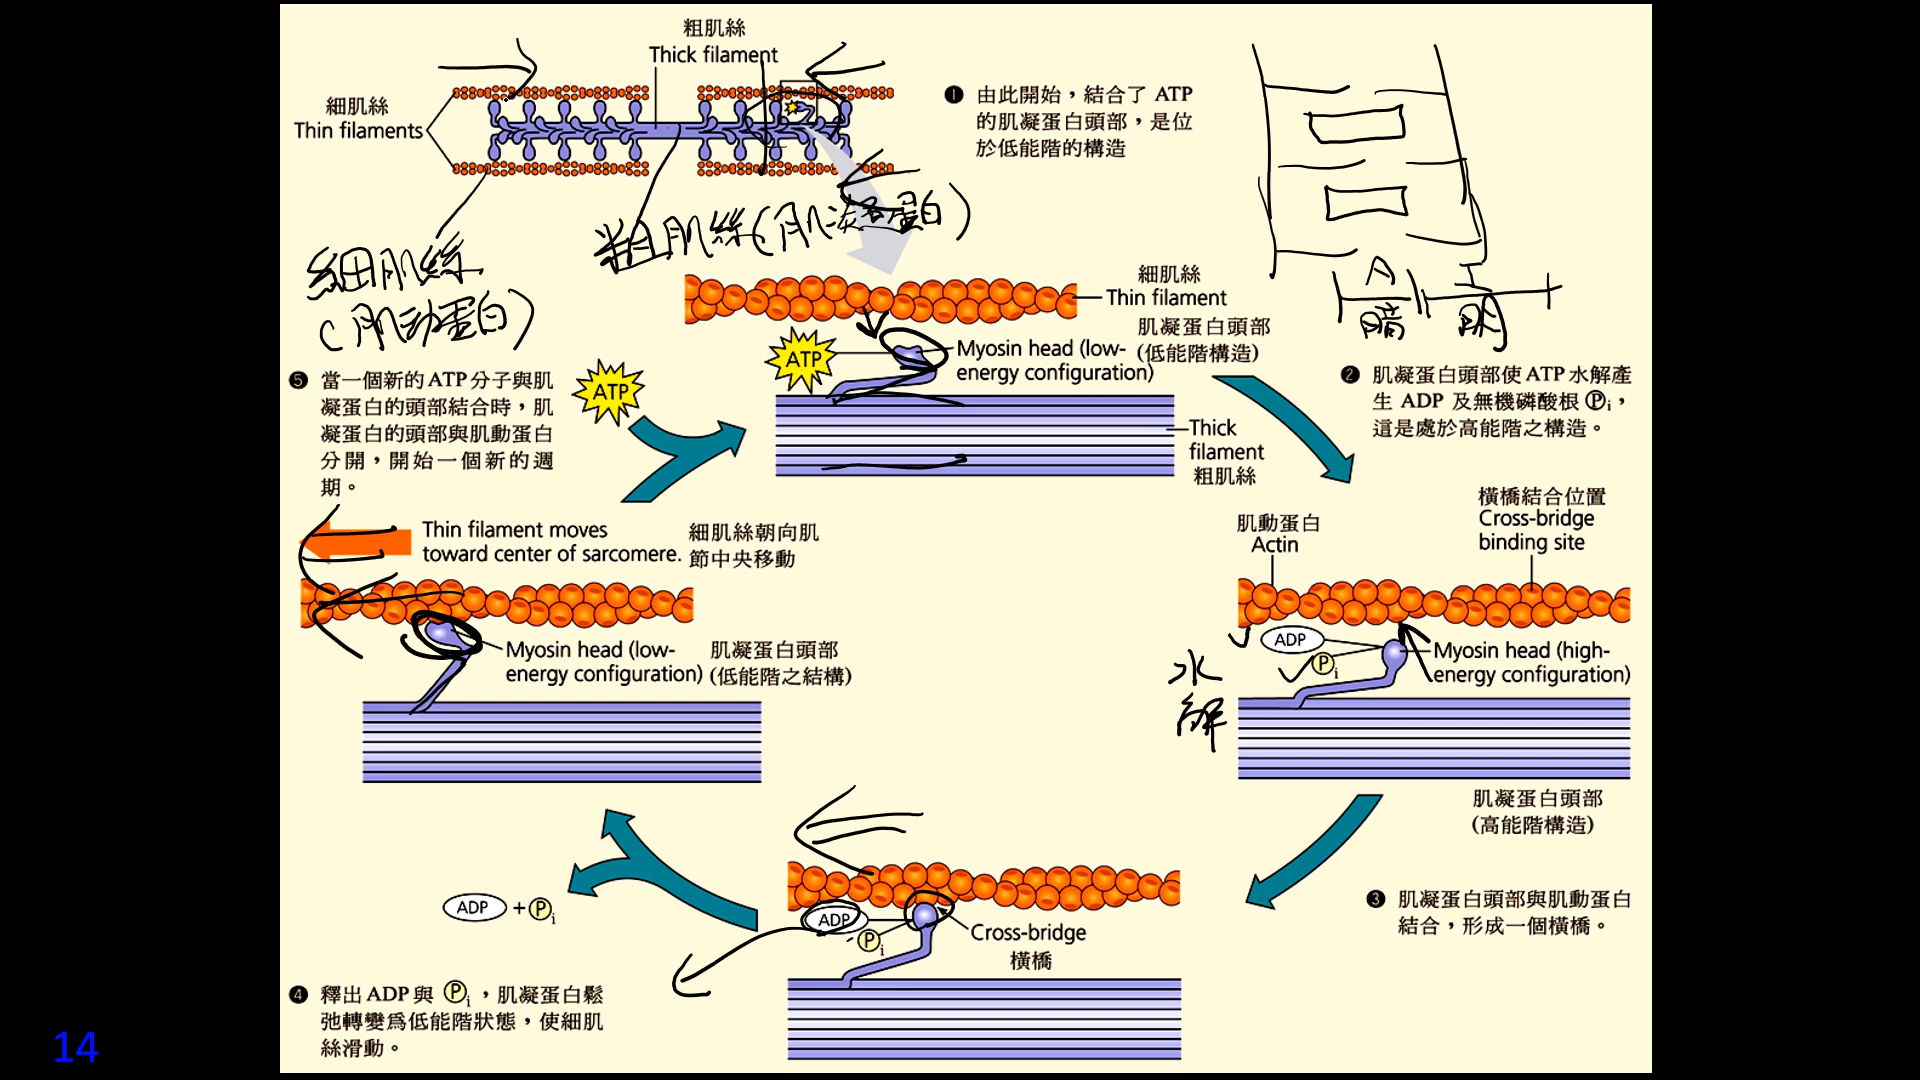 粗肌絲
Thick filament
細肌絲
Thin filaments
❶ 由此開始，結合了 ATP
的肌凝蛋白頭部，是位
於低能階的構造
粗肌絲(肌凝蛋白)
細肌絲
(肌动蛋白)
A
I
暗
明
細肌絲
Thin filament
肌凝蛋白頭部
(低能階構造)
ATP
Myosin head (low-
energy configuration)
Thick
filament
粗肌絲
❷ 肌凝蛋白頭部使ATP水解產
生 ADP 及無機磷酸根 Ⓟi，
這是處於高能階之構造。
❺ 當一個新的ATP分子與肌
凝蛋白的頭部結合時，肌
凝蛋白的頭部與肌動蛋白
分開，開始一個新的週
期。
ATP
Thin filament moves
toward center of sarcomere.
細肌絲朝向肌
節中央移動
Myosin head (low-
energy configuration)
肌凝蛋白頭部
(低能階之結構)
肌動蛋白
Actin
橫橋結合位置
Cross-bridge
binding site
ADP
Pi
Myosin head (high-
energy configuration)
水
解
肌凝蛋白頭部
(高能階構造)
❸ 肌凝蛋白頭部與肌動蛋白
結合，形成一個橫橋。
ADP
Pi
Cross-bridge
橫橋
ADP + Pi
❹ 釋出ADP與 Ⓟi，肌凝蛋白鬆
弛轉變為低能階狀態，使細肌
絲滑動。
14